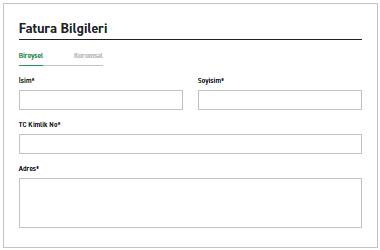 Fatura Bilgileri
Bireysel Kurumsal
İsim* Soyisim*
TC Kimlik No*
Adres*